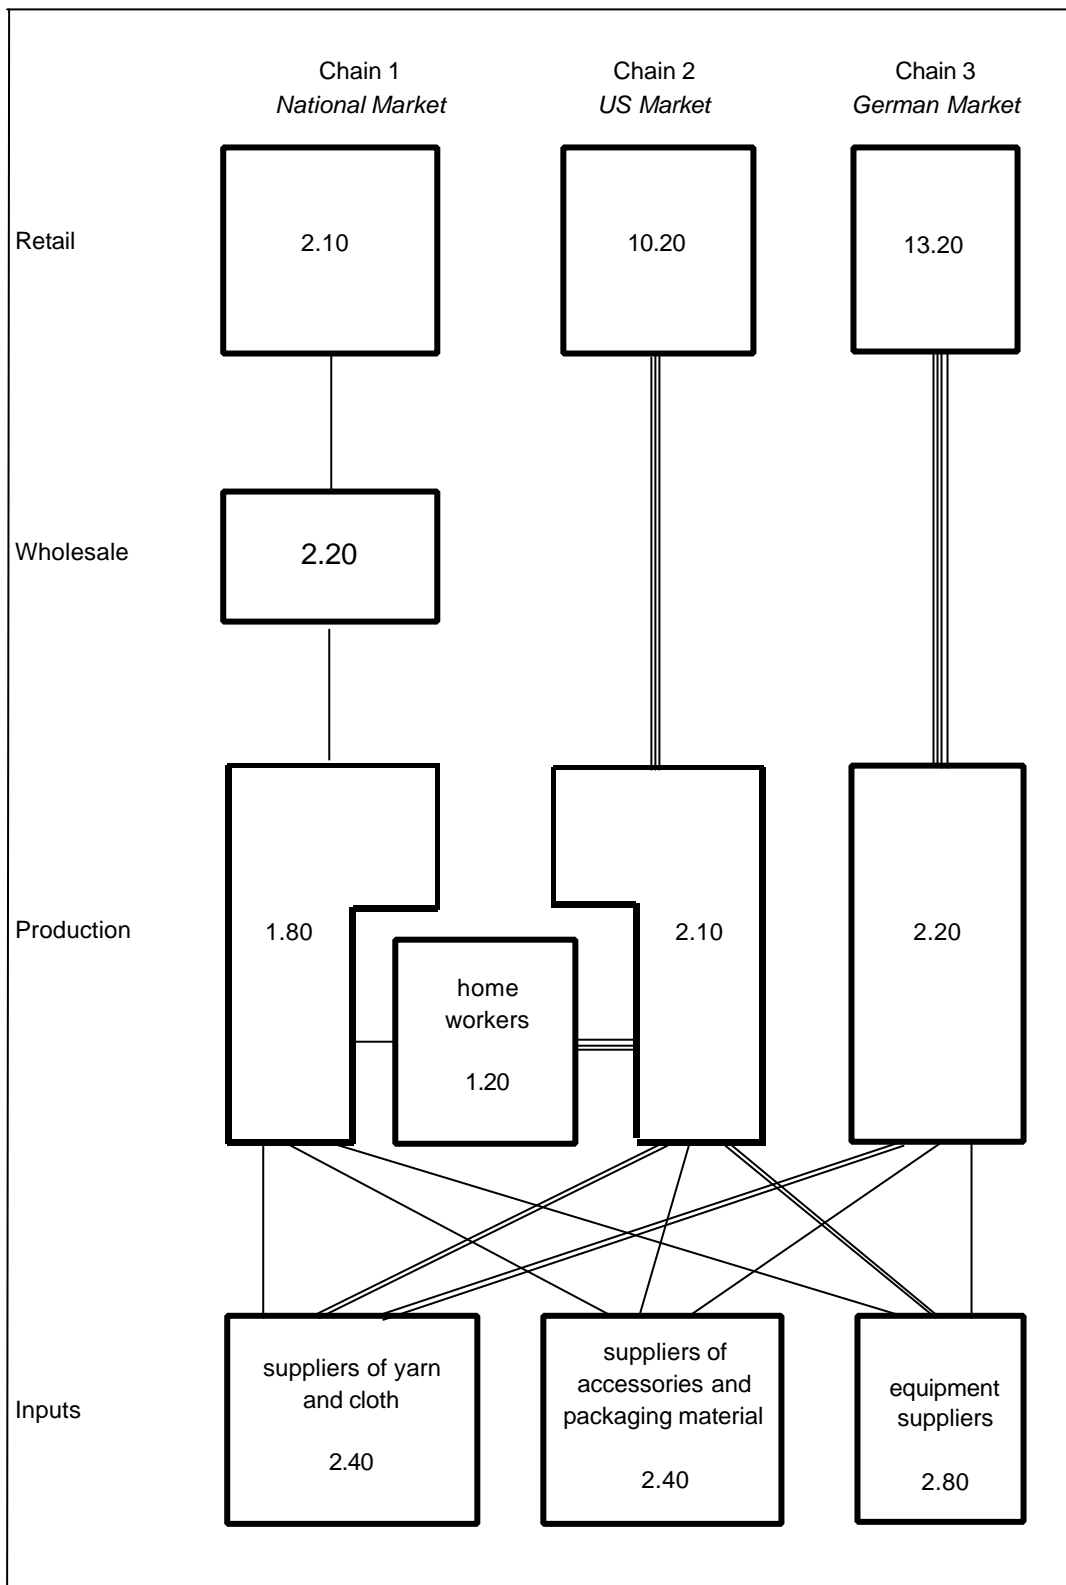 Chain 1
National Market
Chain 2
US Market
Chain 3
German Market
Retail
2.10
10.20
13.20
Wholesale
2.20
Production
1.80
2.10
2.20
home
workers
1.20
Inputs
suppliers of yarn
and cloth
2.40
suppliers of
accessories and
packaging material
2.40
equipment
suppliers
2.80